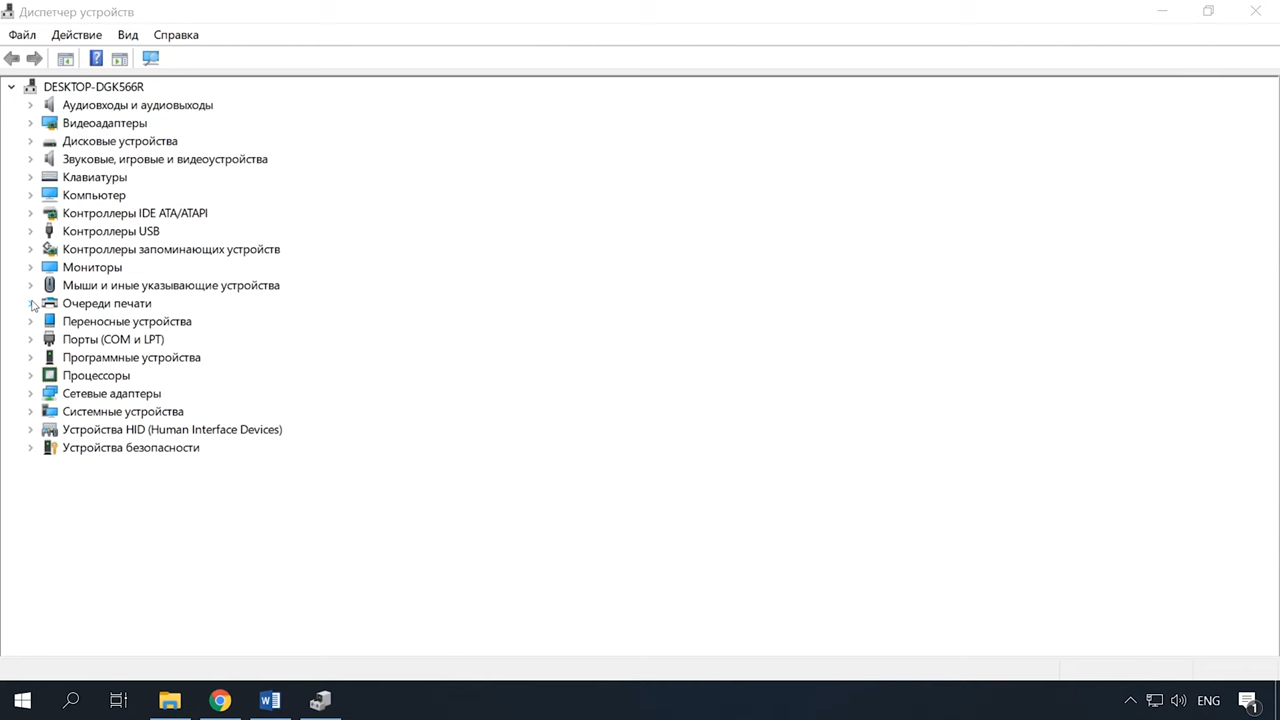 Диспетчер устройств
Файл Действие Вид Справка
DESKTOP-DGK566R
Аудиовходы и аудиовыходы
Видеоадаптеры
Дисковые устройства
Звуковые, игровые и видеоустройства
Клавиатуры
Компьютер
Контроллеры IDE ATA/ATAPI
Контроллеры USB
Контроллеры запоминающих устройств
Мониторы
Мыши и иные указывающие устройства
Очереди печати
Переносные устройства
Порты (COM и LPT)
Программные устройства
Процессоры
Сетевые адаптеры
Системные устройства
Устройства HID (Human Interface Devices)
Устройства безопасности
ENG 1